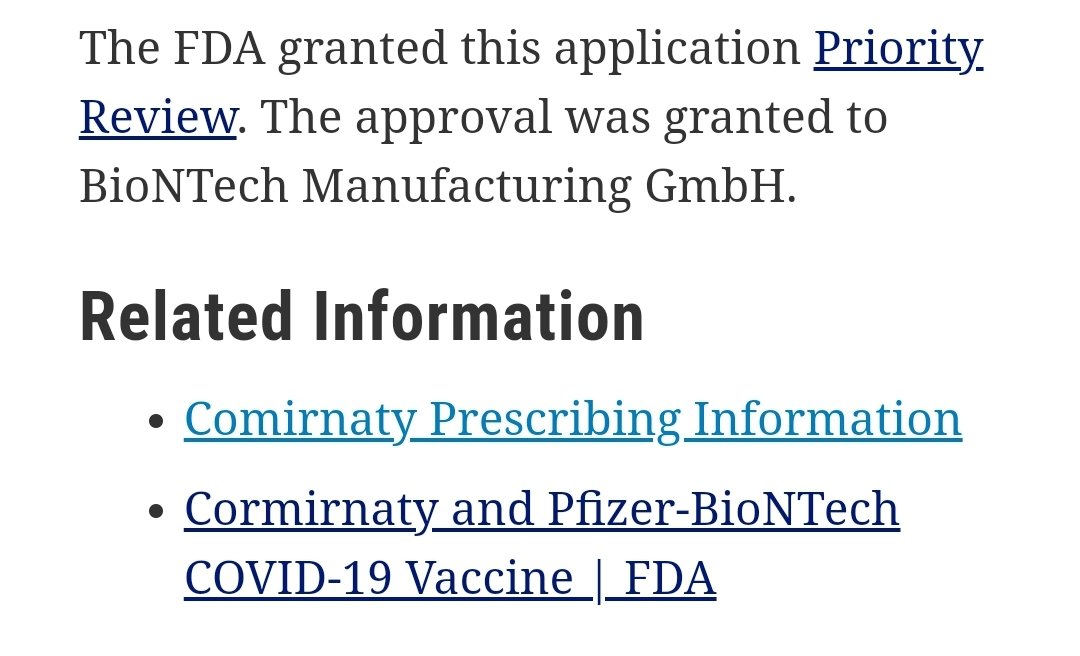 The FDA granted this application Priority
Review. The approval was granted to
BioNTech Manufacturing GmbH.
Related Information
• Comirnaty Prescribing Information
• Cormirnaty and Pfizer-BioNTech
COVID-19 Vaccine | FDA